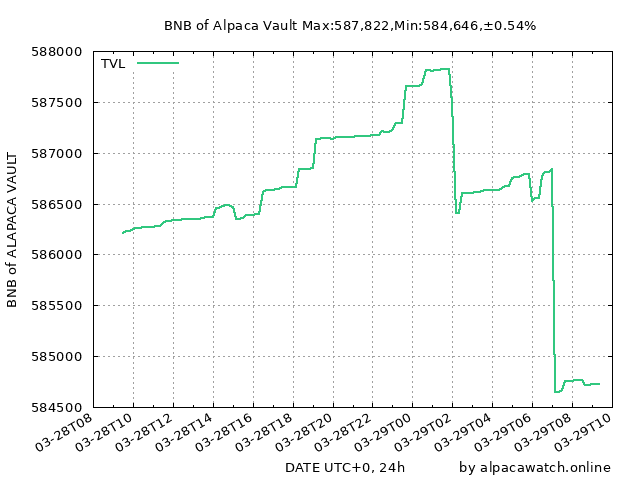 BNB of Alpaca Vault Max:587,822,Min:584,646,±0.54%
TVL
588000
587500
587000
586500
586000
585500
585000
584500
BNB of ALAPACA VAULT
03-28T08
03-28T10
03-28T12
03-28T14
03-28T16
03-28T18
03-28T20
03-28T22
03-29T00
03-29T02
03-29T04
03-29T06
03-29T08
03-29T10
DATE UTC+0, 24h
by alpacawatch.online